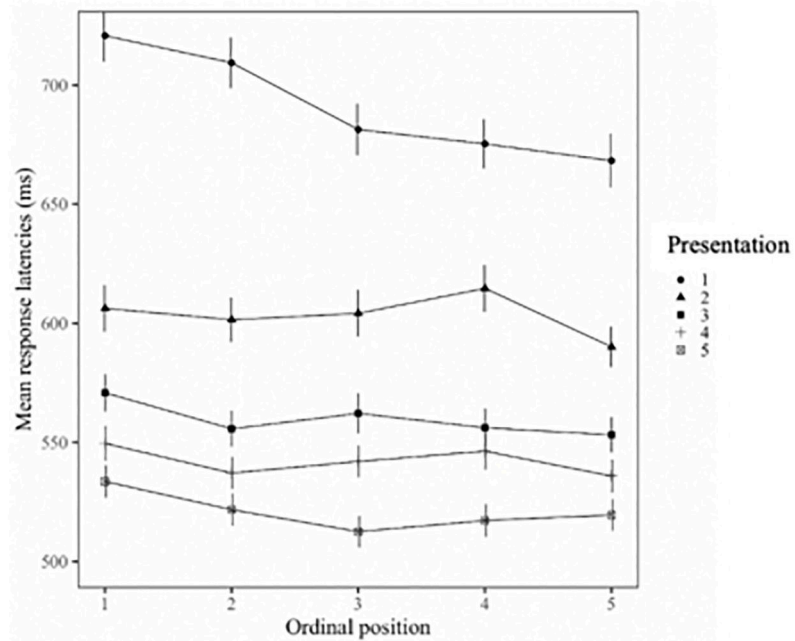 700
650
600
550
500
Mean response latencies (ms)
1 2 3 4 5
Ordinal position
Presentation
1
2
3
4
5